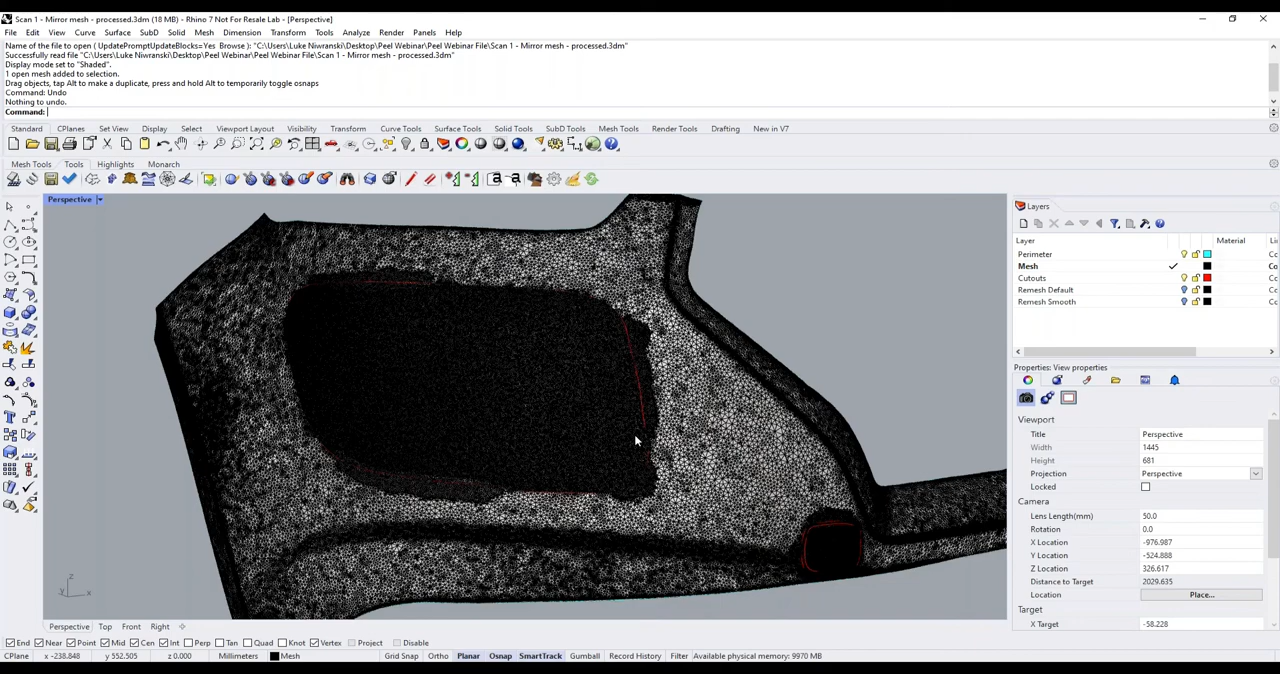 Scan 1 - Mirror mesh - processed.3dm (18 MB) - Rhino 7 Not For Resale Lab - [Perspective]
File Edit View Curve Surface SubD Solid Mesh Dimension Transform Tools Analyze Render Panels Help
Name of the file to open ( UpdatePromptUpdateBlocks=Yes Browse ): "C:\Users\Luke Niwranski\Desktop\Peel Webinar\Peel Webinar File\Scan 1 - Mirror mesh - processed.3dm"
Successfully read file "C:\Users\Luke Niwranski\Desktop\Peel Webinar\Peel Webinar File\Scan 1 - Mirror mesh - processed.3dm"
Display mode set to "Shaded".
1 open mesh added to selection.
Drag objects, tap Alt to make a duplicate, press and hold Alt to temporarily toggle osnaps
Command: Undo
Nothing to undo.
Command:
Standard CPlanes Set View Display Select Viewport Layout Visibility Transform Curve Tools Surface Tools Solid Tools SubD Tools Mesh Tools Render Tools Drafting New in V7
Mesh Tools Tools Highlights Monarch
Perspective
Layers
Layer Material Li
Perimeter Co
Mesh Co
Cutouts Co
Remesh Default Co
Remesh Smooth Co
Properties: View properties
Viewport
Title Perspective
Width 1445
Height 681
Projection Perspective
Locked
Camera
Lens Length(mm) 50.0
Rotation 0.0
X Location -976.987
Y Location -524.888
Z Location 326.617
Distance to Target 2029.635
Location Place...
Target
X Target -58.228
z
y x
Perspective Top Front Right
End Near Point Mid Cen Int Perp Tan Quad Knot Vertex Project Disable
CPlane x -238.848 y 552.505 z 0.000 Millimeters Mesh Grid Snap Ortho Planar Osnap SmartTrack Gumball Record History Filter Available physical memory: 9970 MB